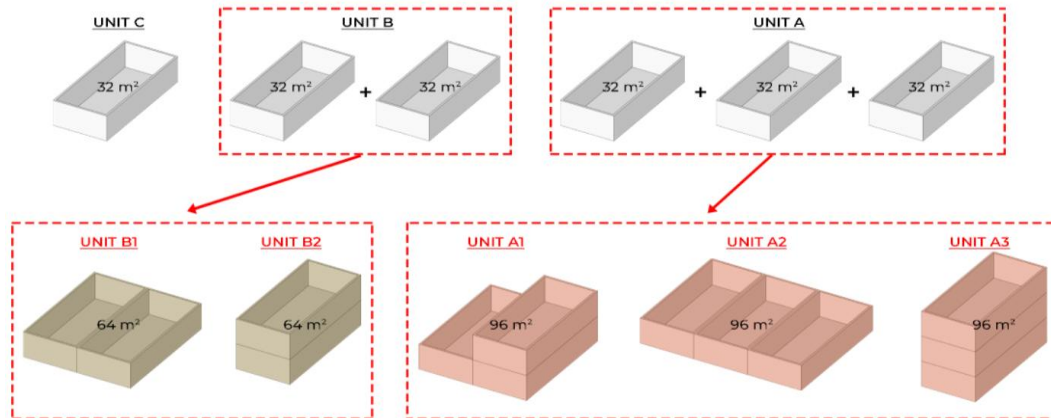 UNIT C
UNIT B
UNIT A
32 m²
32 m² + 32 m²
32 m² + 32 m² + 32 m²
UNIT B1
UNIT B2
UNIT A1
UNIT A2
UNIT A3
64 m²
64 m²
96 m²
96 m²
96 m²